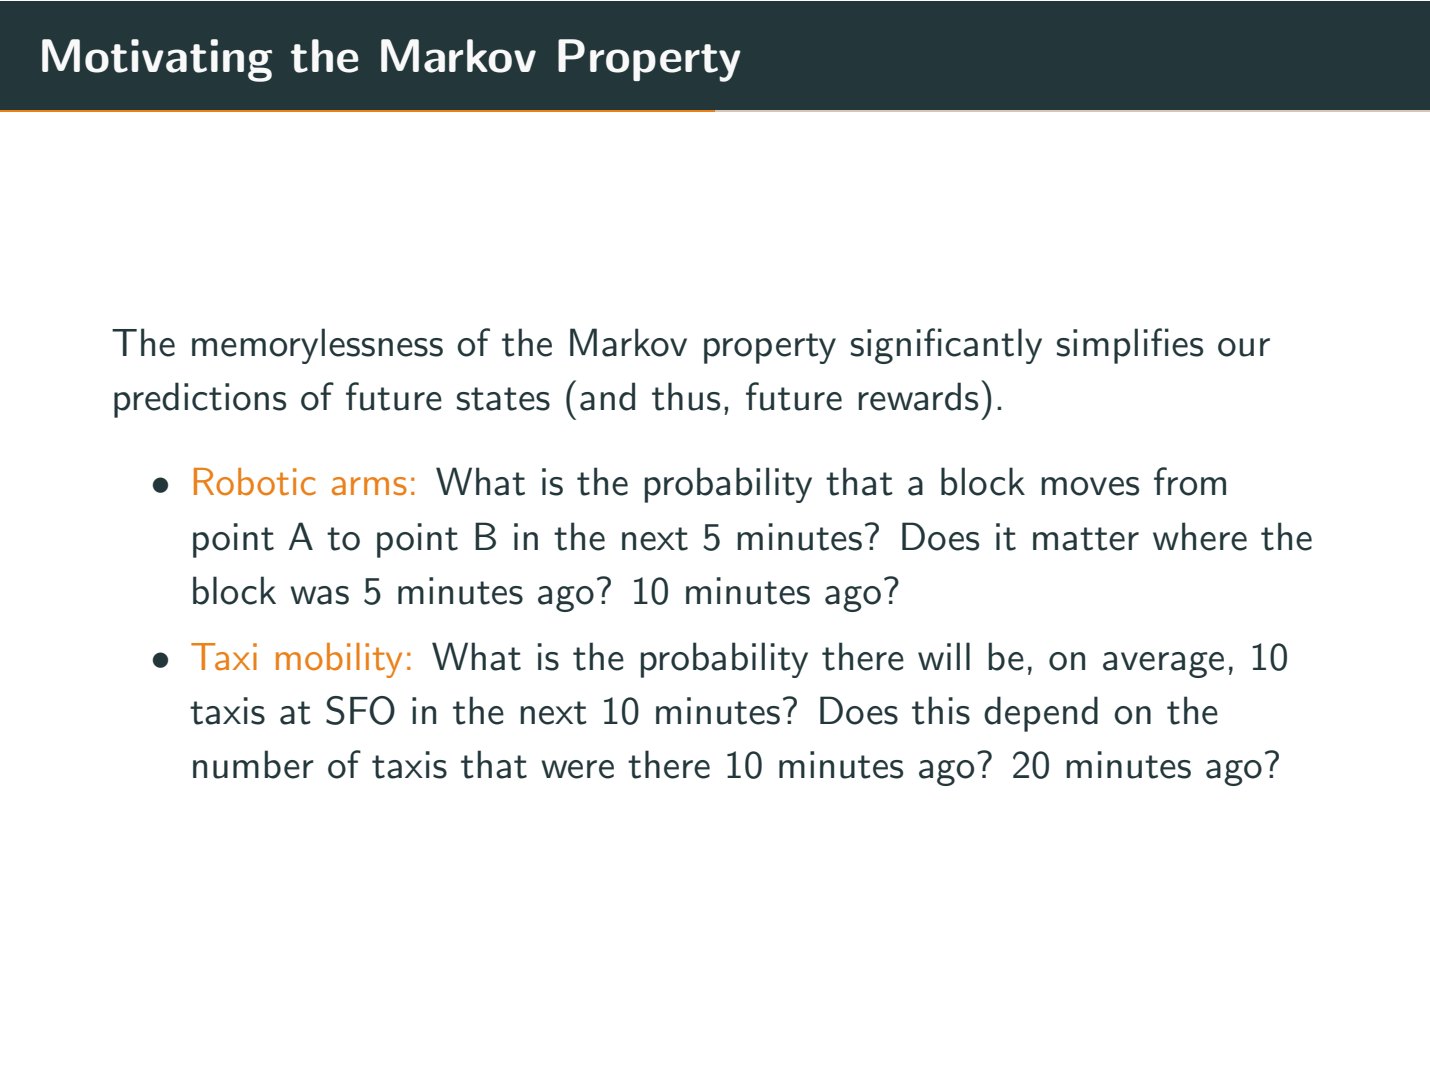 Motivating the Markov Property
The memorylessness of the Markov property significantly simplifies our
predictions of future states (and thus, future rewards).
• Robotic arms: What is the probability that a block moves from
point A to point B in the next 5 minutes? Does it matter where the
block was 5 minutes ago? 10 minutes ago?
• Taxi mobility: What is the probability there will be, on average, 10
taxis at SFO in the next 10 minutes? Does this depend on the
number of taxis that were there 10 minutes ago? 20 minutes ago?